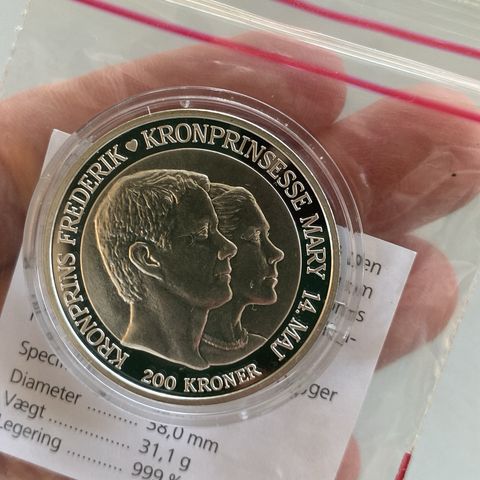 KRONPRINS FREDERIK ♥ KRONPRINSESSE MARY 14. MAJ
200 KRONER
Diameter .......... 38,0 mm
Vægt .......... 31,1 g
Legering .......... 999 %